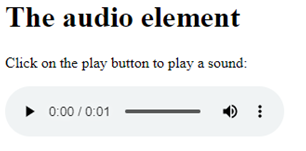 The audio element
Click on the play button to play a sound:
0:00 / 0:01